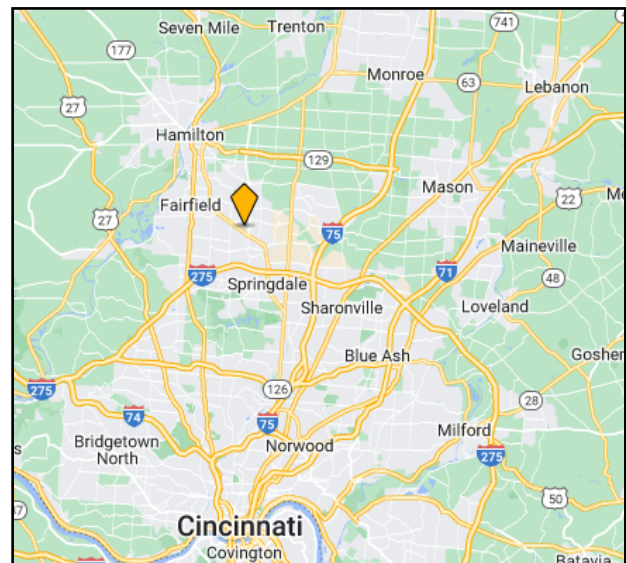 741
Seven Mile
Trenton
177
Monroe
63
Lebanon
27
Hamilton
129
Mason
22
Fairfield
27
75
Maineville
275
71
Springdale
48
Sharonville
Loveland
Blue Ash
Goshen
275
126
28
74
75
Milford
Bridgetown
North
Norwood
275
50
Cincinnati
Covington
Batavia